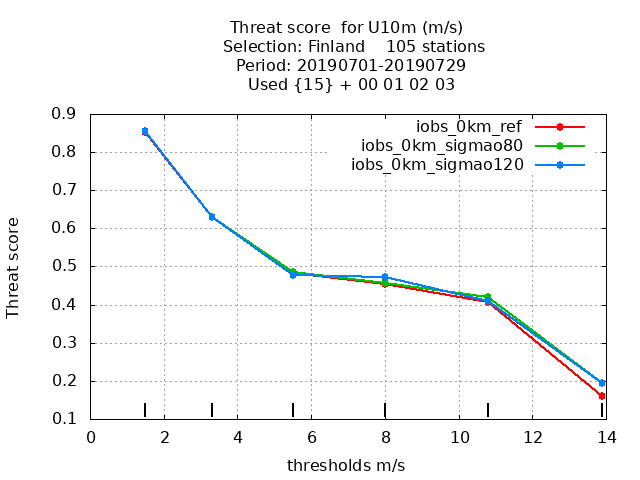 Threat score  for U10m (m/s)
Selection: Finland    105 stations
Period: 20190701-20190729
Used {15} + 00 01 02 03
iobs_0km_ref
iobs_0km_sigmao80
iobs_0km_sigmao120
Threat score
0.9
0.8
0.7
0.6
0.5
0.4
0.3
0.2
0.1
0 2 4 6 8 10 12 14
thresholds m/s